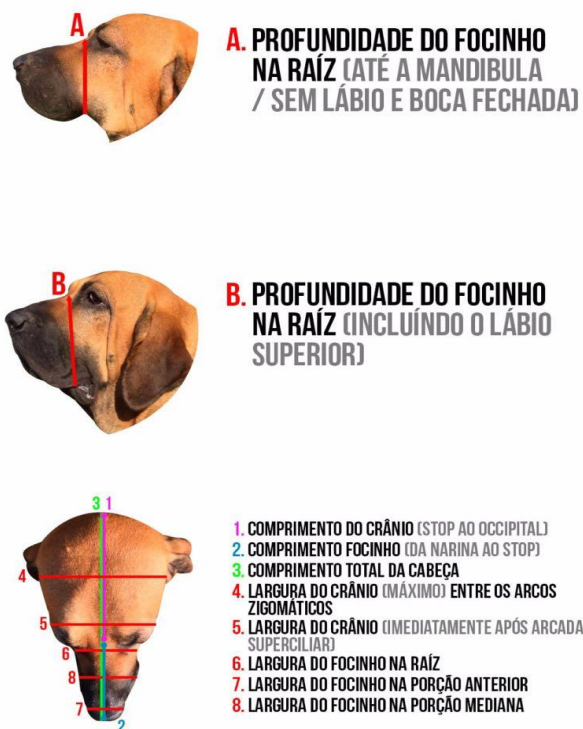 A
A. PROFUNDIDADE DO FOCINHO
NA RAÍZ (ATÉ A MANDIBULA
/ SEM LÁBIO E BOCA FECHADA)
B
B. PROFUNDIDADE DO FOCINHO
NA RAÍZ (INCLUÍNDO O LÁBIO
SUPERIOR)
3 1
4
5
6
8
7
2
1. COMPRIMENTO DO CRÂNIO (STOP AO OCCIPITAL)
2. COMPRIMENTO FOCINHO (DA NARINA AO STOP)
3. COMPRIMENTO TOTAL DA CABEÇA
4. LARGURA DO CRÂNIO (MÁXIMO) ENTRE OS ARCOS
ZIGOMÁTICOS
5. LARGURA DO CRÂNIO (IMEDIATAMENTE APÓS ARCADA
SUPERCILIAR)
6. LARGURA DO FOCINHO NA RAÍZ
7. LARGURA DO FOCINHO NA PORÇÃO ANTERIOR
8. LARGURA DO FOCINHO NA PORÇÃO MEDIANA